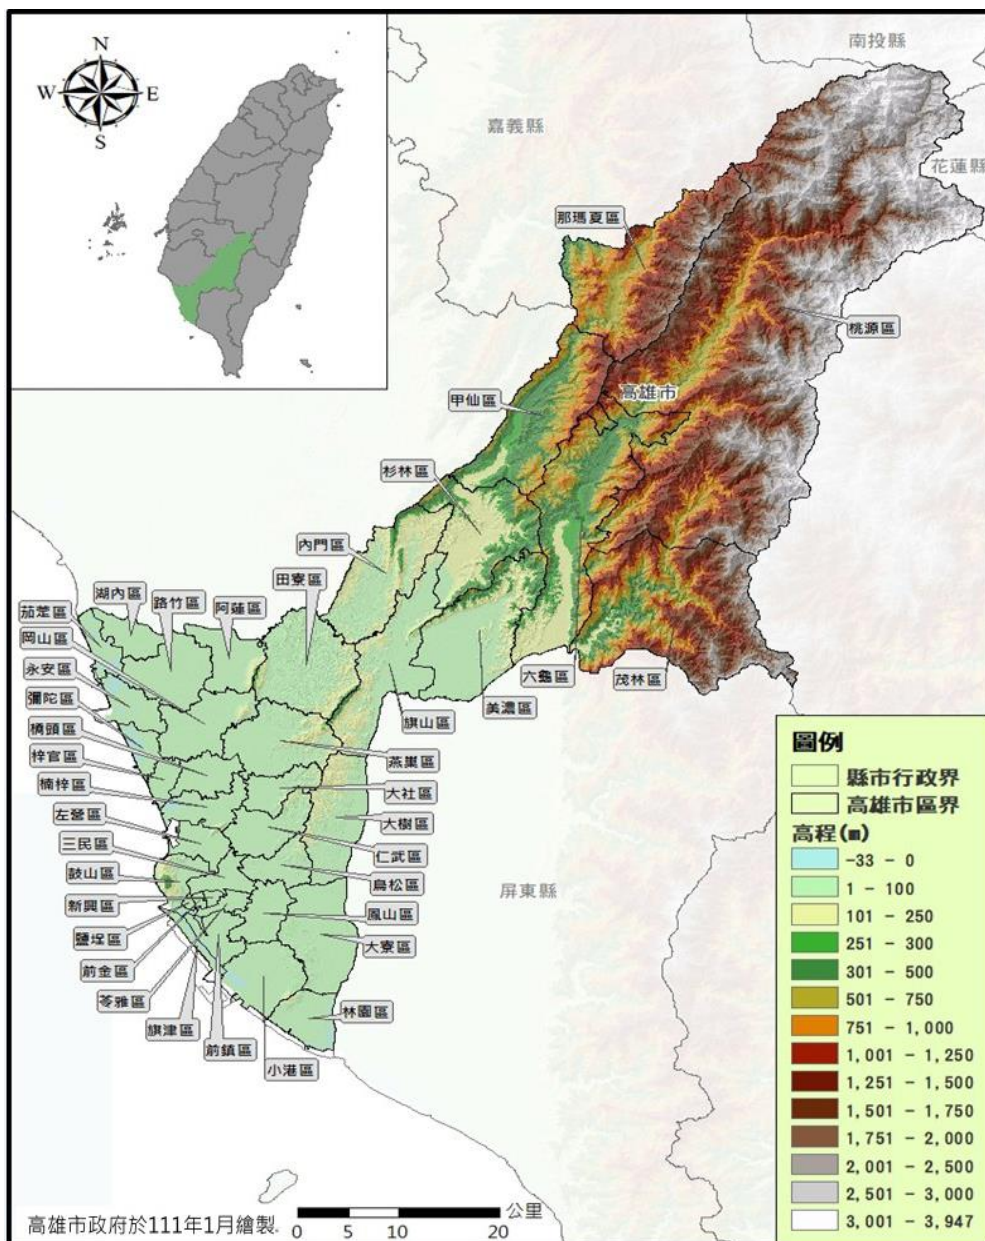 N
W
E
S
南投縣
嘉義縣
花蓮縣
那瑪夏區
桃源區
高雄市
甲仙區
杉林區
內門區
田寮區
湖內區
路竹區
阿蓮區
茄萣區
岡山區
永安區
彌陀區
橋頭區
梓官區
楠梓區
左營區
三民區
鼓山區
新興區
鹽埕區
前金區
苓雅區
旗津區
前鎮區
小港區
林園區
大寮區
鳳山區
鳥松區
仁武區
大樹區
大社區
燕巢區
旗山區
美濃區
六龜區
茂林區
屏東縣
圖例
縣市行政界
高雄市區界
高程(m)
-33 - 0
1 - 100
101 - 250
251 - 300
301 - 500
501 - 750
751 - 1,000
1,001 - 1,250
1,251 - 1,500
1,501 - 1,750
1,751 - 2,000
2,001 - 2,500
2,501 - 3,000
3,001 - 3,947
高雄市政府於111年1月繪製.
公里
0 5 10 20